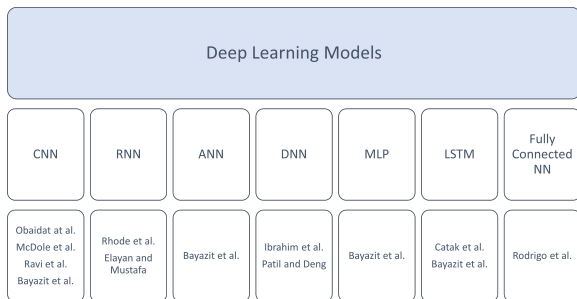 Deep Learning Models
CNN
RNN
ANN
DNN
MLP
LSTM
Fully
Connected
NN
Obaidat at al.
McDole et al.
Ravi et al.
Bayazit et al.
Rhode et al.
Elayan and
Mustafa
Bayazit et al.
Ibrahim et al.
Patil and Deng
Bayazit et al.
Catak et al.
Bayazit et al.
Rodrigo et al.